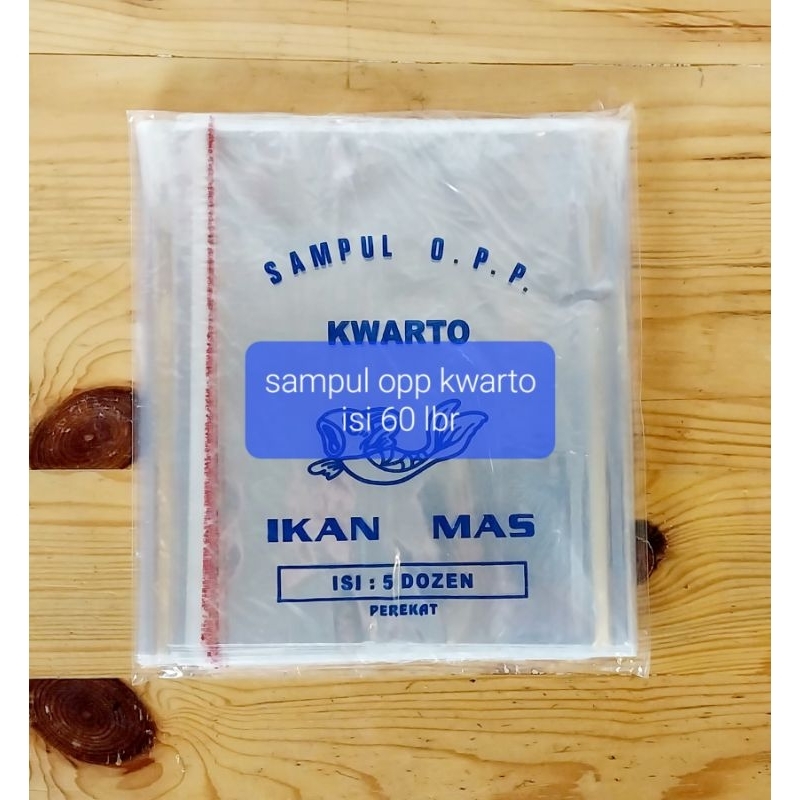 SAMPUL O.P.P.
KWARTO
sampul opp kwarto
isi 60 lbr
IKAN MAS
ISI : 5 DOZEN
PEREKAT